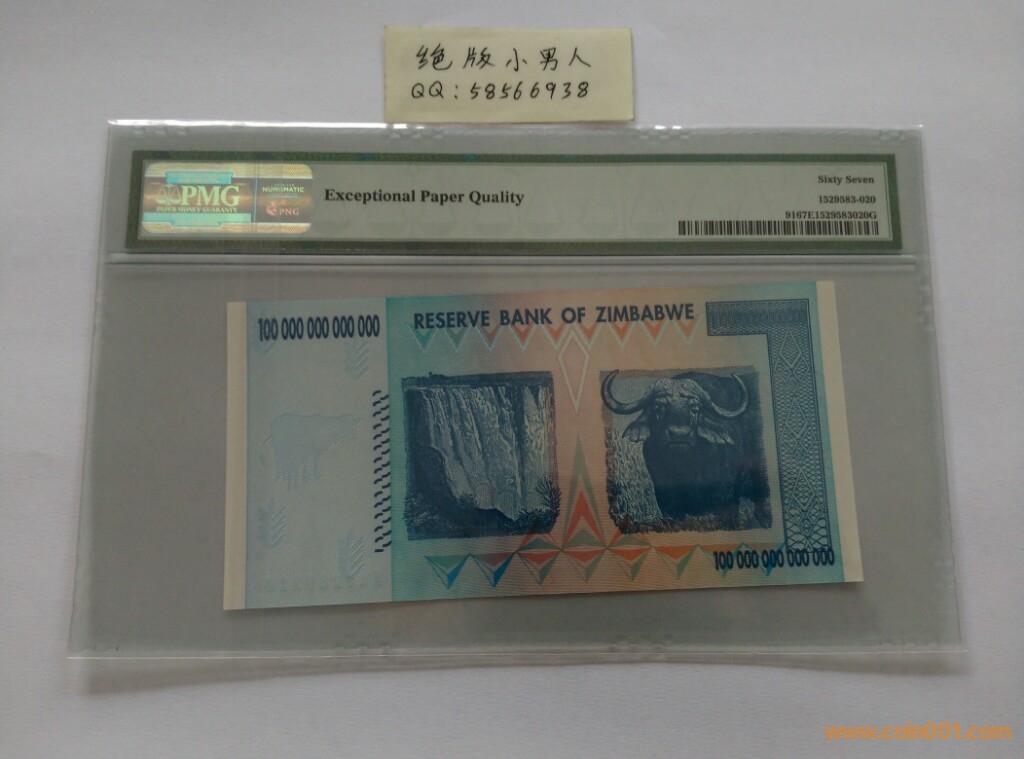 绝版小男人
QQ:58566938
PMG
PAPER MONEY GUARANTY
NUMISMATIC
PNG
Exceptional Paper Quality
Sixty Seven
1529583-020
9167E1529583020G
100 000 000 000 000
RESERVE BANK OF ZIMBABWE
100 000 000 000 000
www.coin001.com